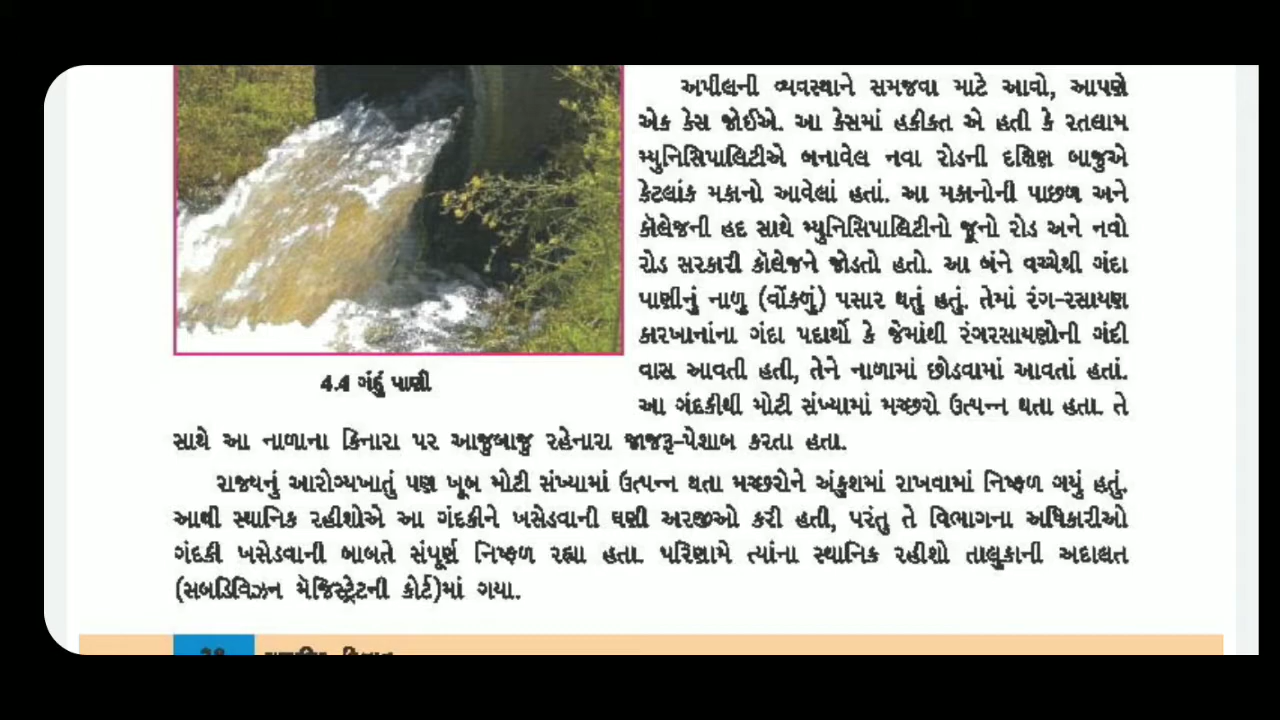 અપીલની વ્યવસ્થાને સમજવા માટે આવો, આપણે
એક કેસ જોઈએ. આ કેસમાં હકીકત એ હતી કે રતલામ
મ્યુનિસિપાલિટીએ બનાવેલ નવા રોડની દક્ષિણ બાજુએ
કેટલાંક મકાનો આવેલાં હતાં. આ મકાનોની પાછળ અને
કૉલેજની હદ સાથે મ્યુનિસિપાલિટીનો જૂનો રોડ અને નવો
રોડ સરકારી કૉલેજને જોડતો હતો. આ બંને વચ્ચેથી ગંદા
પાણીનું નાળુ (વોંકળું) પસાર થતું હતું. તેમાં રંગ-રસાયણ
કારખાનાંના ગંદા પદાર્થો કે જેમાંથી રંગરસાયણોની ગંદી
વાસ આવતી હતી, તેને નાળામાં છોડવામાં આવતાં હતાં.
આ ગંદકીથી મોટી સંખ્યામાં મચ્છરો ઉત્પન્ન થતા હતા. તે
4.4 ગંદું પાણી
સાથે આ નાળાના કિનારા પર આજુબાજુ રહેનારા જાજરૂ-પેશાબ કરતા હતા.
રાજ્યનું આરોગ્યખાતું પણ ખૂબ મોટી સંખ્યામાં ઉત્પન્ન થતા મચ્છરોને અંકુશમાં રાખવામાં નિષ્ફળ ગયું હતું.
આથી સ્થાનિક રહીશોએ આ ગંદકીને ખસેડવાની ઘણી અરજીઓ કરી હતી, પરંતુ તે વિભાગના અધિકારીઓ
ગંદકી ખસેડવાની બાબતે સંપૂર્ણ નિષ્ફળ રહ્યા હતા. પરિણામે ત્યાંના સ્થાનિક રહીશો તાલુકાની અદાલત
(સબડિવિઝન મૅજિસ્ટ્રેટની કોર્ટ)માં ગયા.